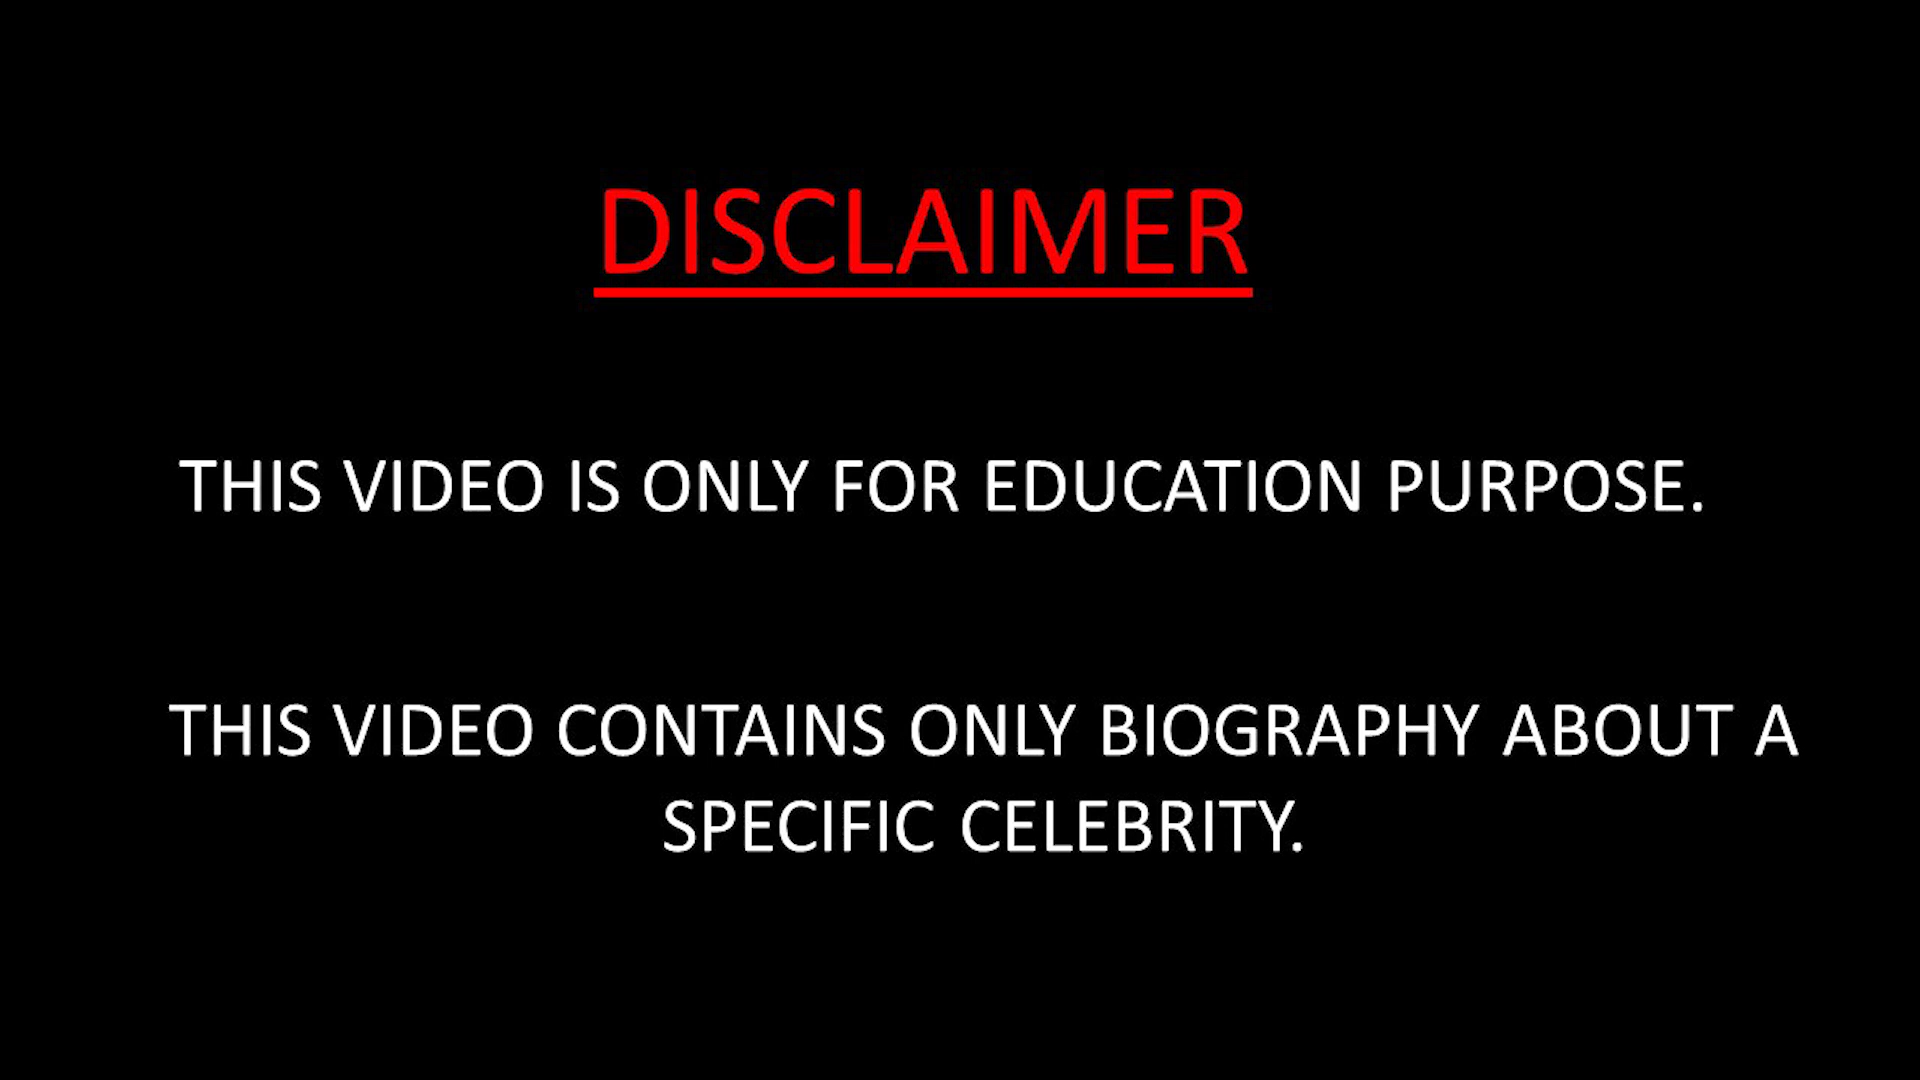 DISCLAIMER
THIS VIDEO IS ONLY FOR EDUCATION PURPOSE.
THIS VIDEO CONTAINS ONLY BIOGRAPHY ABOUT A
SPECIFIC CELEBRITY.